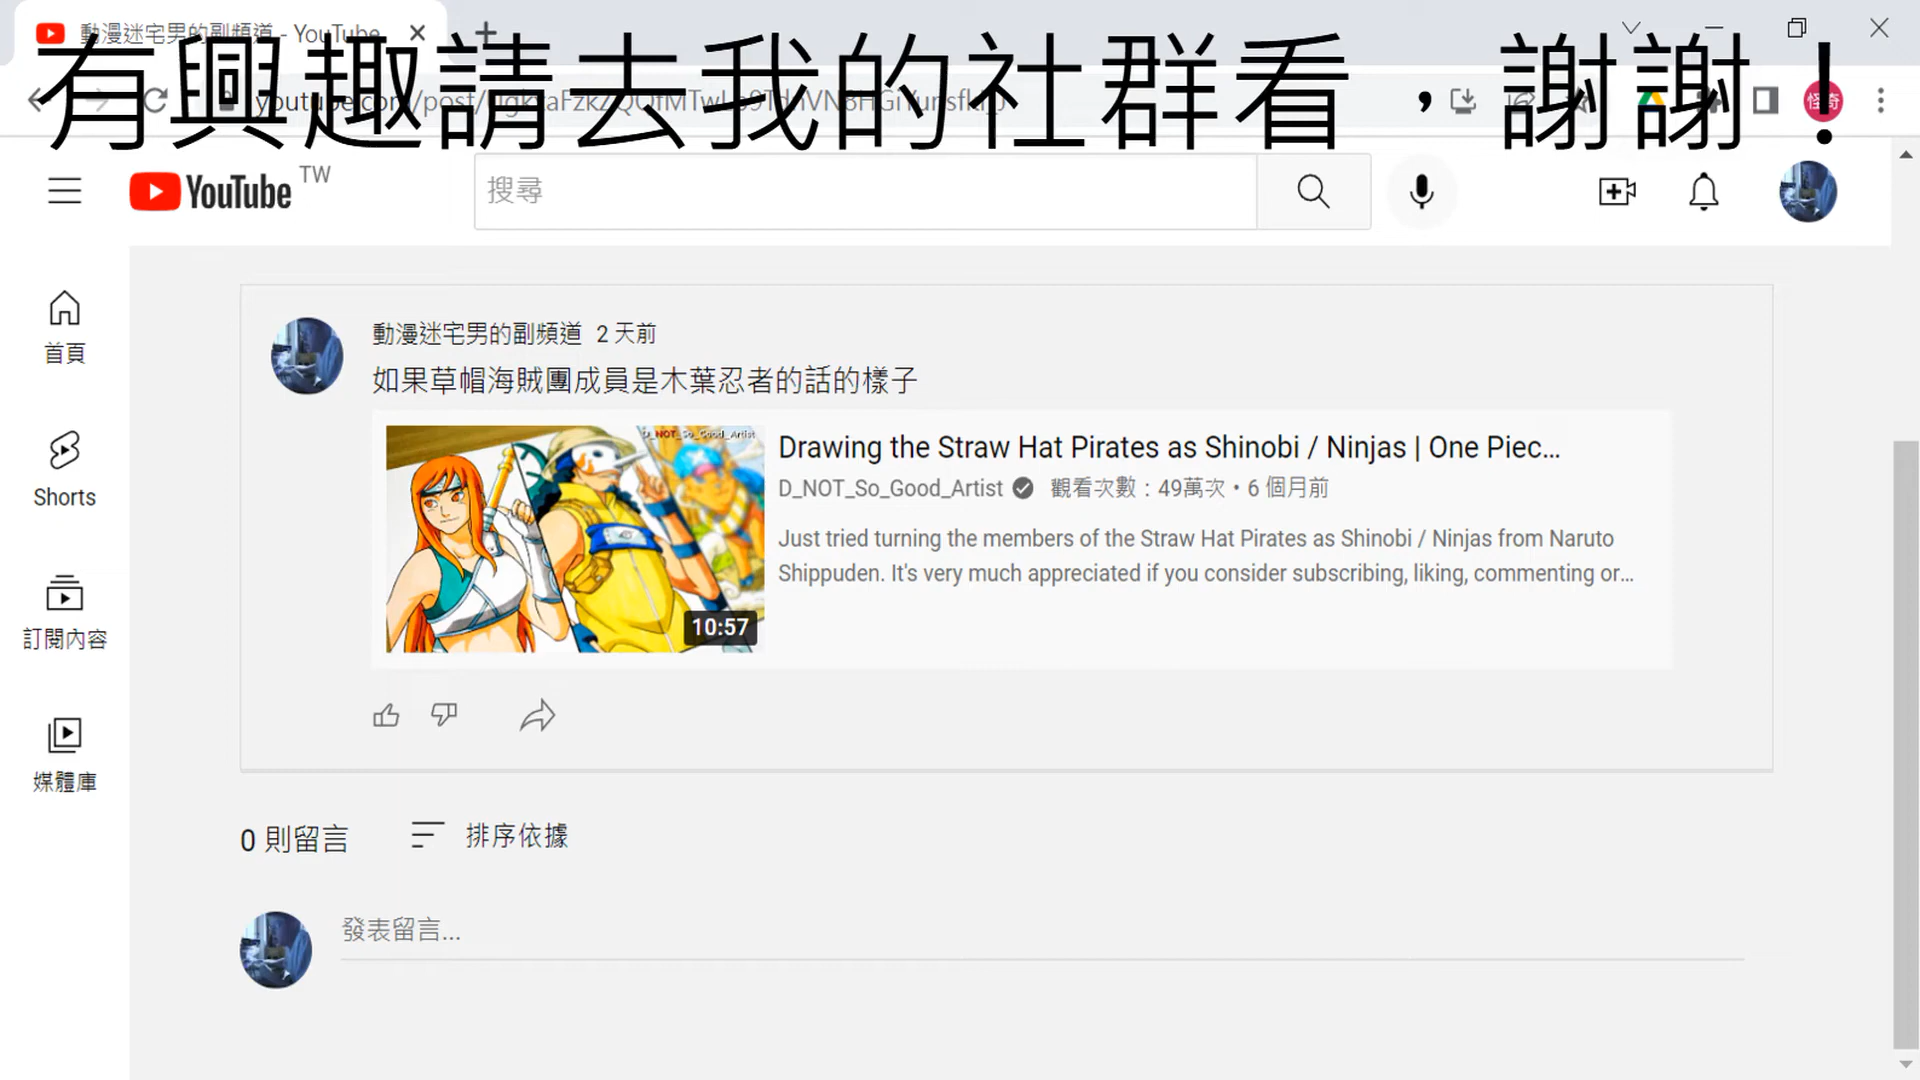 動漫迷宅男的副頻道 - YouTube
有興趣請去我的社群看，謝謝！
怪奇
YouTube TW
搜尋
首頁
Shorts
訂閱內容
媒體庫
動漫迷宅男的副頻道 2 天前
如果草帽海賊團成員是木葉忍者的話的樣子
D_NOT_So_Good_Artist
10:57
Drawing the Straw Hat Pirates as Shinobi / Ninjas | One Piec...
D_NOT_So_Good_Artist 觀看次數：49萬次 • 6 個月前
Just tried turning the members of the Straw Hat Pirates as Shinobi / Ninjas from Naruto
Shippuden. It's very much appreciated if you consider subscribing, liking, commenting or...
0 則留言 排序依據
發表留言...